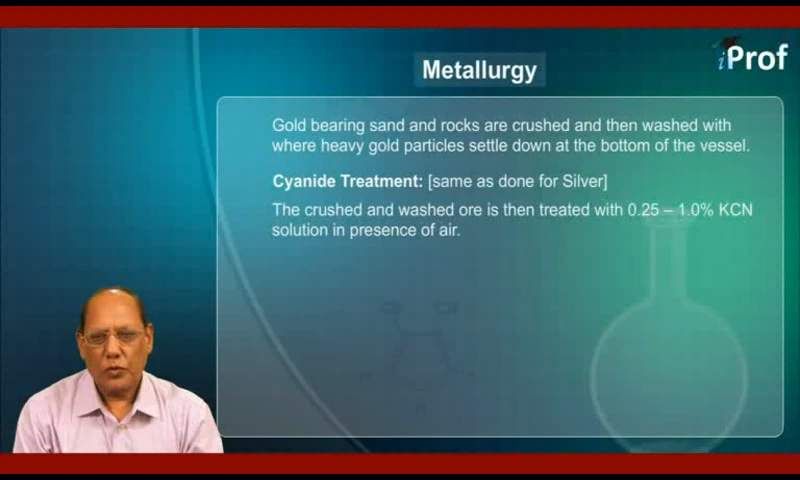 iProf
Metallurgy
Gold bearing sand and rocks are crushed and then washed with
where heavy gold particles settle down at the bottom of the vessel.
Cyanide Treatment: [same as done for Silver]
The crushed and washed ore is then treated with 0.25 – 1.0% KCN
solution in presence of air.